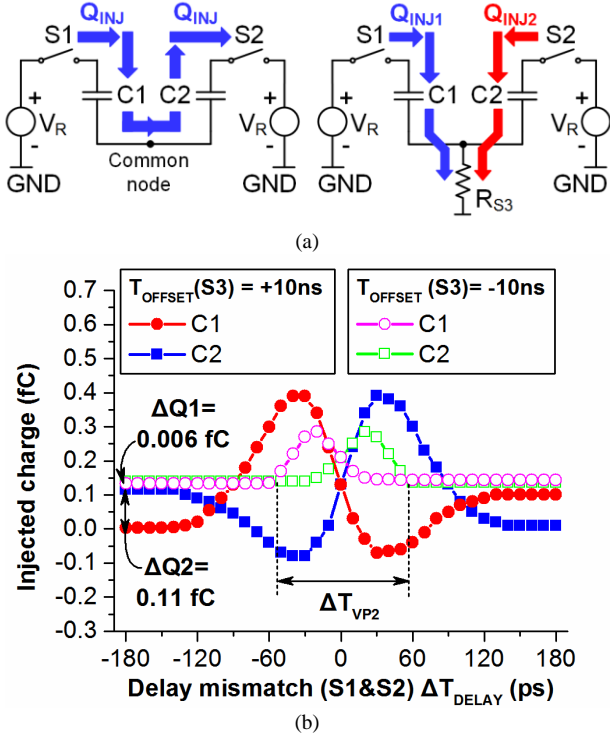 Q_INJ Q_INJ Q_INJ1 Q_INJ2
S1 S2 S1 S2
C1 C2 C1 C2
+ + + +
V_R V_R V_R V_R
- - - -
Common
node
GND GND GND GND
R_S3
(a)
T_OFFSET(S3) = +10ns
C1
C2
T_OFFSET (S3)= -10ns
C1
C2
Injected charge (fC)
0.7
0.6
0.5
0.4
0.3
0.2
0.1
0.0
-0.1
-0.2
-0.3
ΔQ1=
0.006 fC
ΔQ2=
0.11 fC
ΔT_VP2
-180 -120 -60 0 60 120 180
Delay mismatch (S1&S2) ΔT_DELAY (ps)
(b)